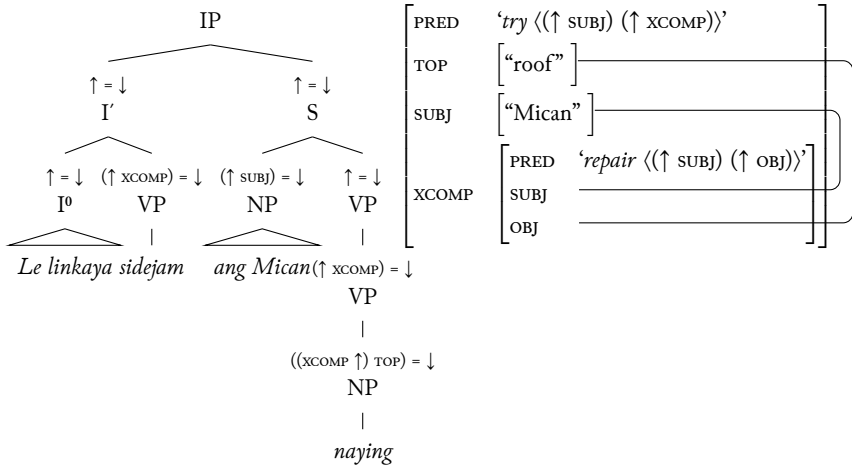 IP
↑ = ↓ ↑ = ↓
I′ S
↑ = ↓ (↑ XCOMP) = ↓ (↑ SUBJ) = ↓ ↑ = ↓
I⁰ VP NP VP
Le linkaya sidejam ang Mican (↑ XCOMP) = ↓
VP
((XCOMP ↑) TOP) = ↓
NP
naying
PRED ‘try ⟨(↑ SUBJ) (↑ XCOMP)⟩’
TOP [“roof”]
SUBJ [“Mican”]
XCOMP
PRED ‘repair ⟨(↑ SUBJ) (↑ OBJ)⟩’
SUBJ
OBJ